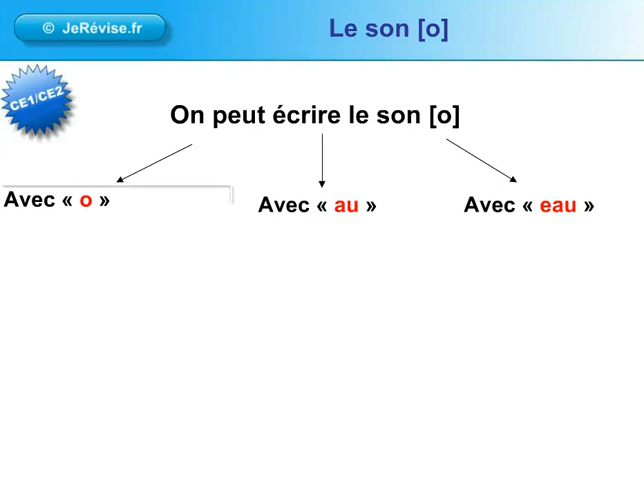 © JeRévise.fr
Le son [o]
CE1/CE2
On peut écrire le son [o]
Avec « o »
Avec « au »
Avec « eau »